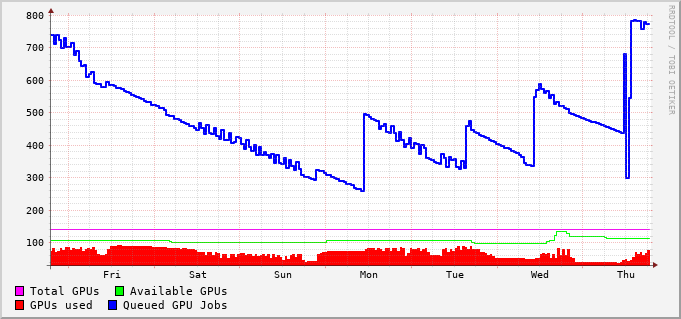 800
700
600
500
400
300
200
100
Fri Sat Sun Mon Tue Wed Thu
Total GPUs Available GPUs
GPUs used Queued GPU Jobs
RRDTOOL / TOBI OETIKER